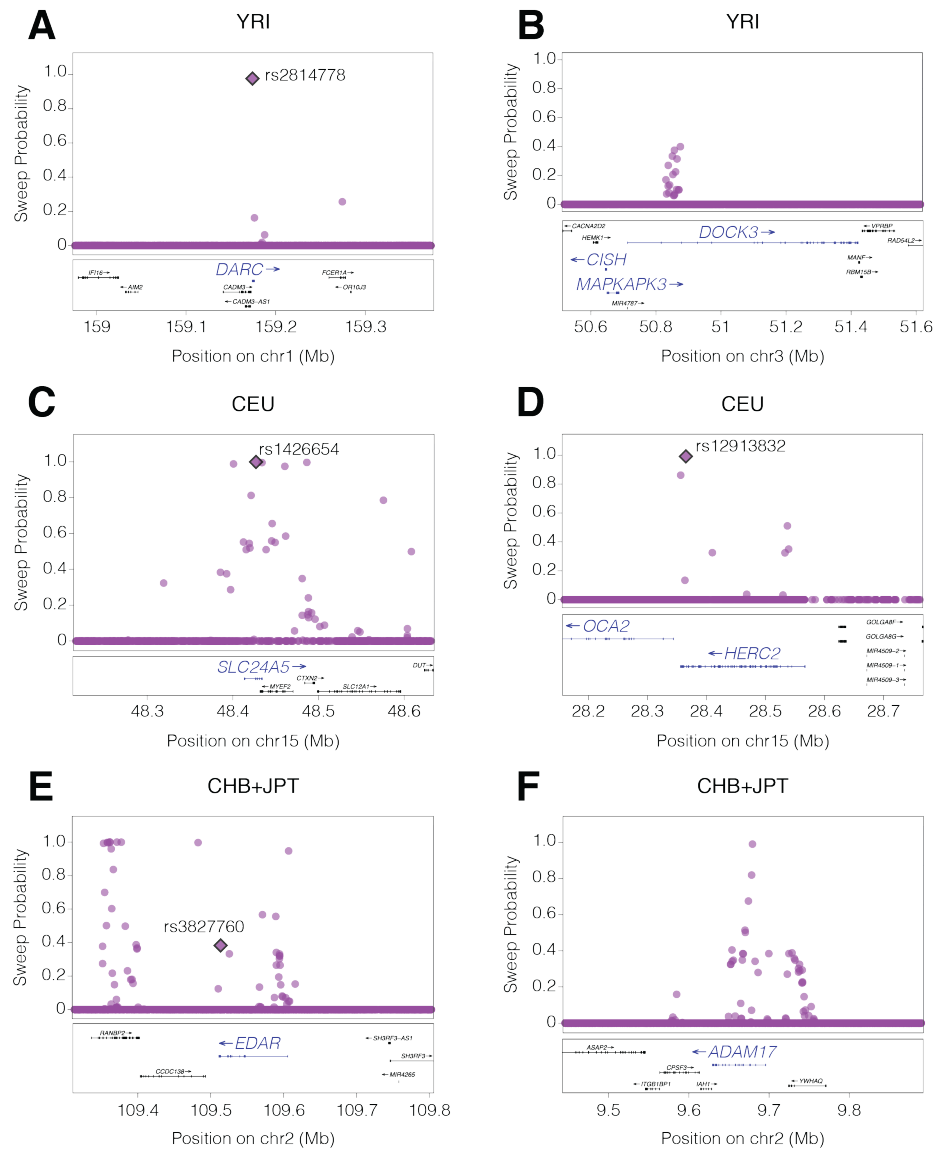 A
YRI
Sweep Probability
1.0
0.8
0.6
0.4
0.2
0
rs2814778
IFI16→
←AIM2
DARC→
CADM3→
←CADM3-AS1
FCER1A→
←OR10J3
159
159.1
159.2
159.3
Position on chr1 (Mb)
B
YRI
Sweep Probability
1.0
0.8
0.6
0.4
0.2
0
←CACNA2D2
HEMK1→
DOCK3→
←CISH
MAPKAPK3→
MIR4787→
←VPRBP
RAD54L2→
MANF→
RBM15B→
50.6
50.8
51
51.2
51.4
51.6
Position on chr3 (Mb)
C
CEU
Sweep Probability
1.0
0.8
0.6
0.4
0.2
0
rs1426654
SLC24A5→
←MYEF2
CTXN2→
SLC12A1→
DUT→
48.3
48.4
48.5
48.6
Position on chr15 (Mb)
D
CEU
Sweep Probability
1.0
0.8
0.6
0.4
0.2
0
rs12913832
←OCA2
←HERC2
GOLGA8F→
GOLGA8G→
MIR4509-2→
MIR4509-1→
MIR4509-3→
28.2
28.3
28.4
28.5
28.6
28.7
Position on chr15 (Mb)
E
CHB+JPT
Sweep Probability
1.0
0.8
0.6
0.4
0.2
0
rs3827760
RANBP2→
CCDC138→
←EDAR
←SH3RF3-AS1
SH3RF3→
←MIR4265
109.4
109.5
109.6
109.7
109.8
Position on chr2 (Mb)
F
CHB+JPT
Sweep Probability
1.0
0.8
0.6
0.4
0.2
0
←ASAP2→
←ITGB1BP1
CPSF3→
IAH1→
←ADAM17
←YWHAQ
9.5
9.6
9.7
9.8
Position on chr2 (Mb)